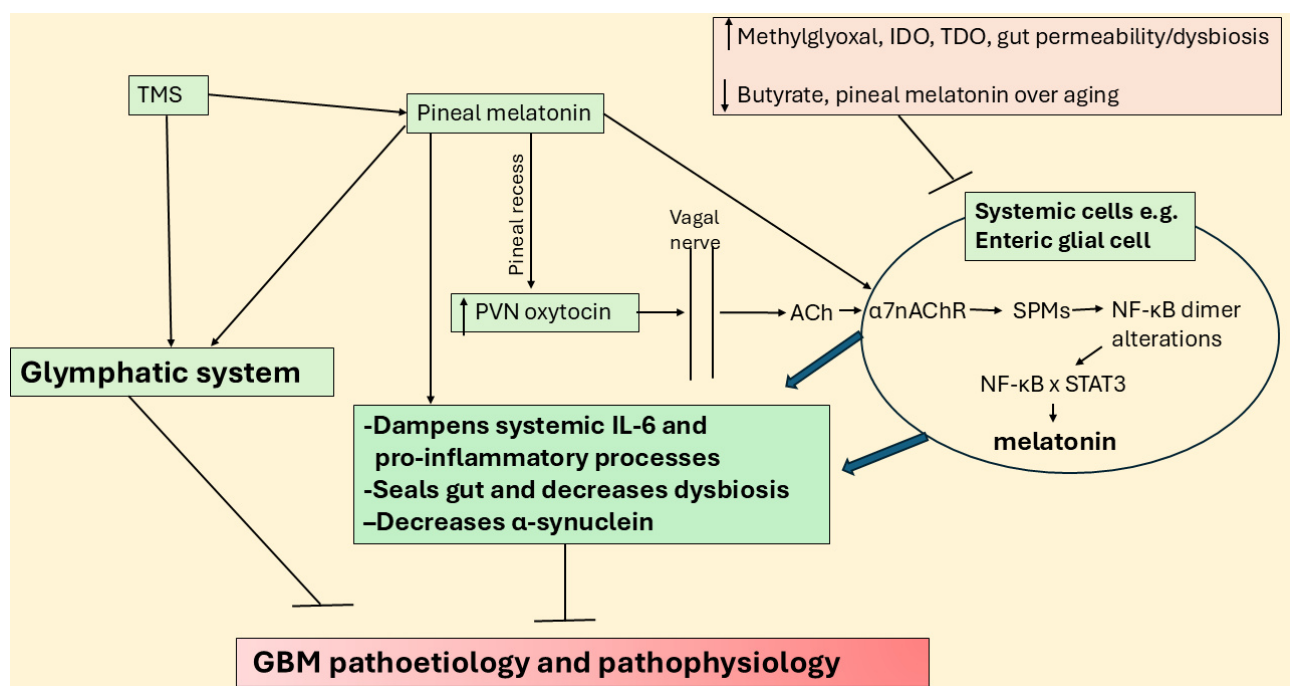 Methylglyoxal, IDO, TDO, gut permeability/dysbiosis
Butyrate, pineal melatonin over aging
TMS
Pineal melatonin
Pineal recess
Vagal
nerve
Systemic cells e.g.
Enteric glial cell
PVN oxytocin
ACh
α7nAChR
SPMs
NF-κB dimer
alterations
NF-κB x STAT3
melatonin
Glymphatic system
-Dampens systemic IL-6 and
pro-inflammatory processes
-Seals gut and decreases dysbiosis
–Decreases α-synuclein
GBM pathoetiology and pathophysiology